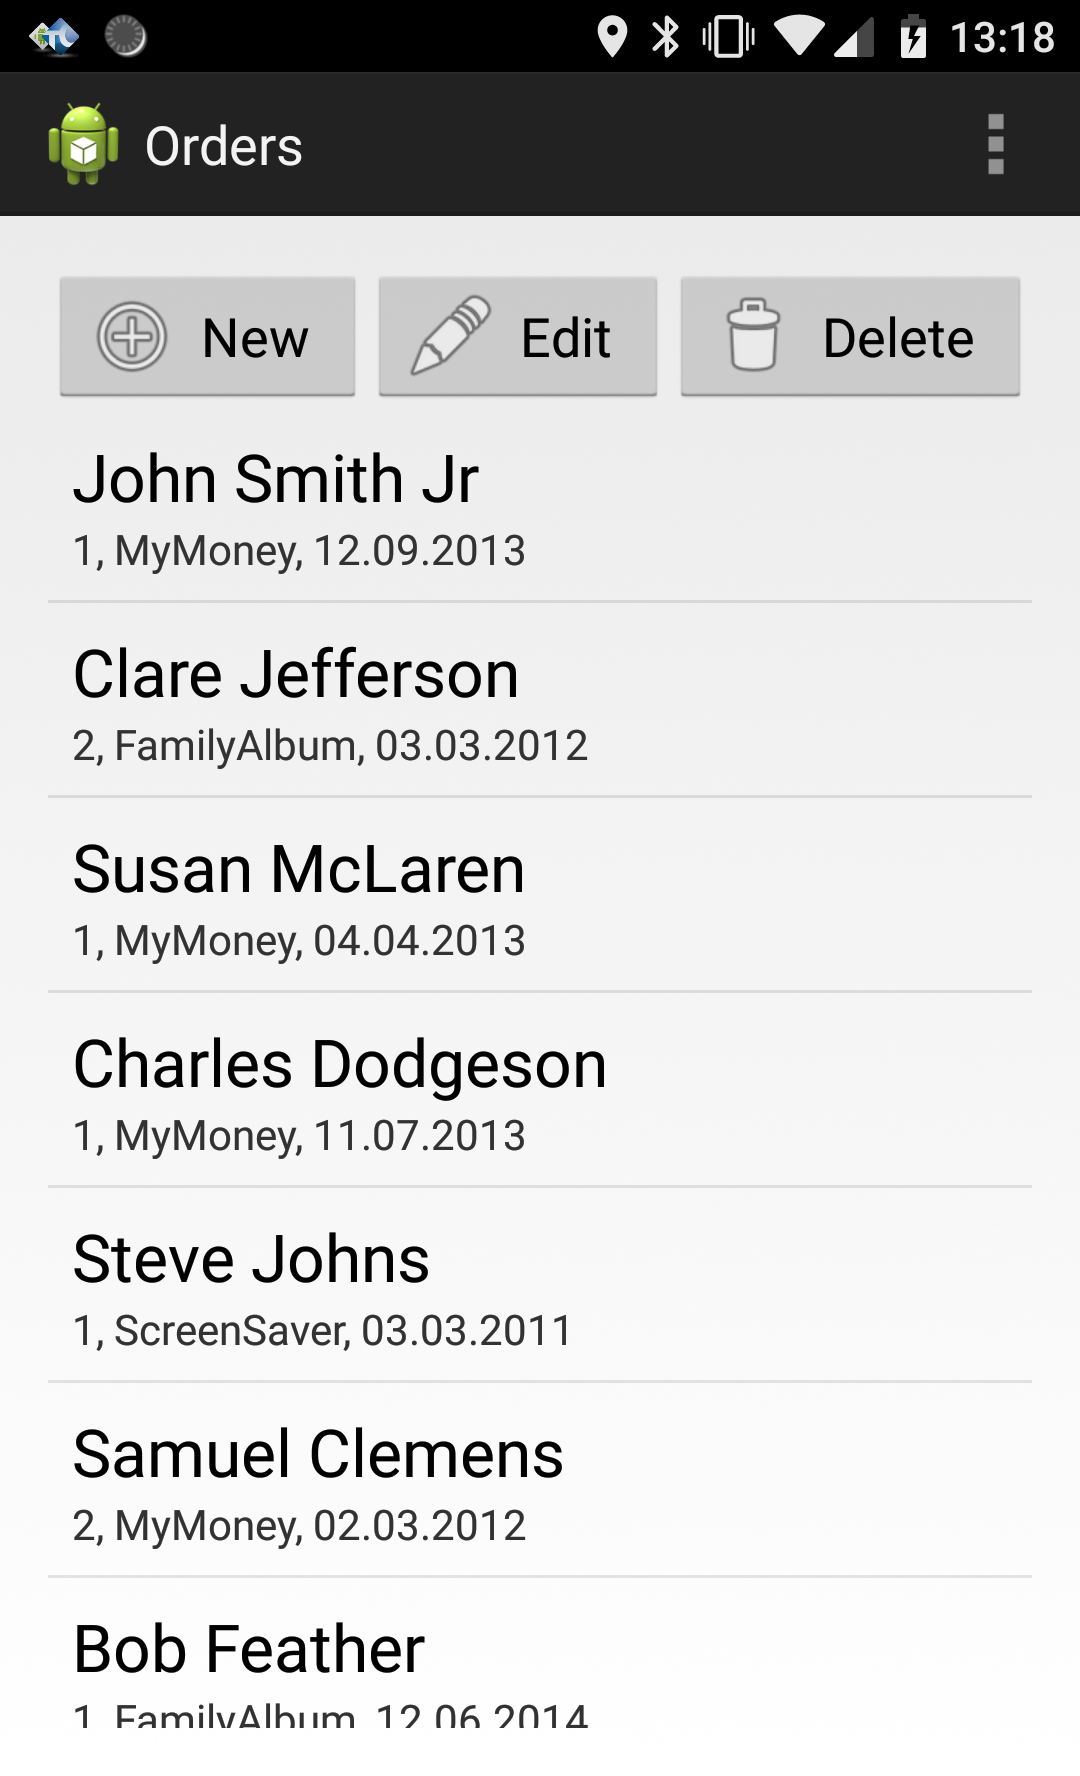 13:18
Orders
New Edit Delete
John Smith Jr
1, MyMoney, 12.09.2013
Clare Jefferson
2, FamilyAlbum, 03.03.2012
Susan McLaren
1, MyMoney, 04.04.2013
Charles Dodgeson
1, MyMoney, 11.07.2013
Steve Johns
1, ScreenSaver, 03.03.2011
Samuel Clemens
2, MyMoney, 02.03.2012
Bob Feather
1, FamilyAlbum, 12.06.2014